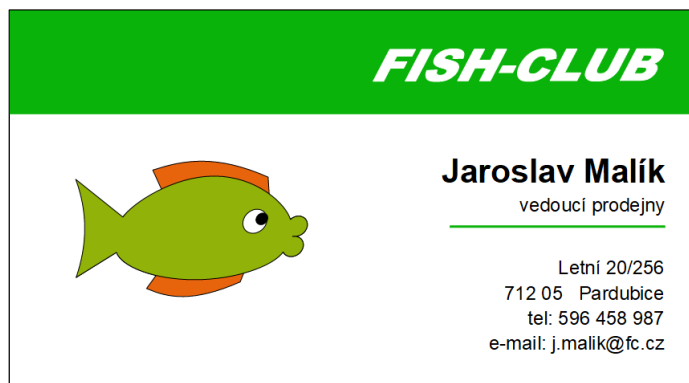 FISH-CLUB
Jaroslav Malík
vedoucí prodejny
Letní 20/256
712 05   Pardubice
tel: 596 458 987
e-mail: j.malik@fc.cz